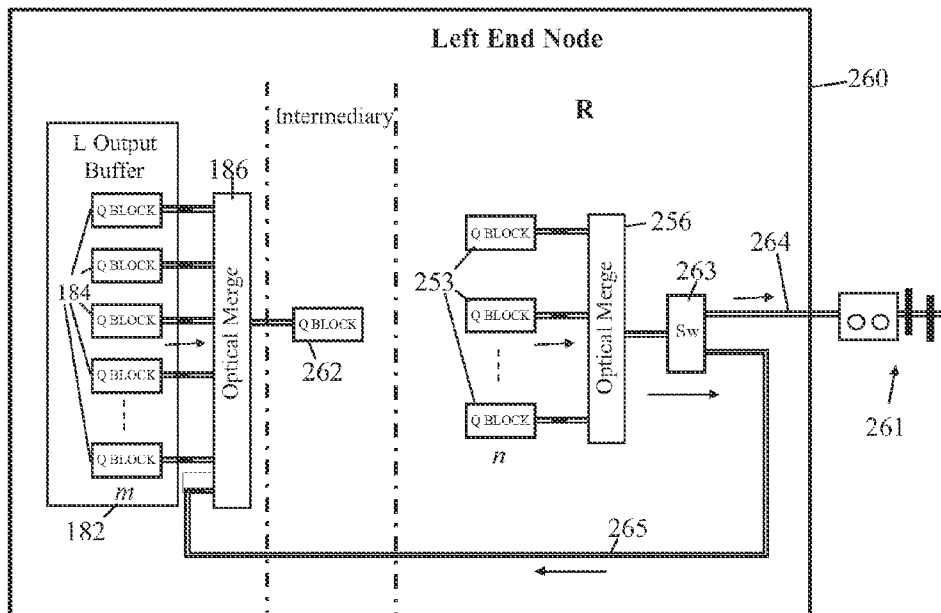 Left End Node
260
Intermediary
R
L Output
Buffer
186
Q BLOCK
Q BLOCK
184
Q BLOCK
Q BLOCK
Q BLOCK
m
182
Optical Merge
Q BLOCK
262
Q BLOCK
253
Q BLOCK
Q BLOCK
n
256
Optical Merge
263
Sw
264
261
265